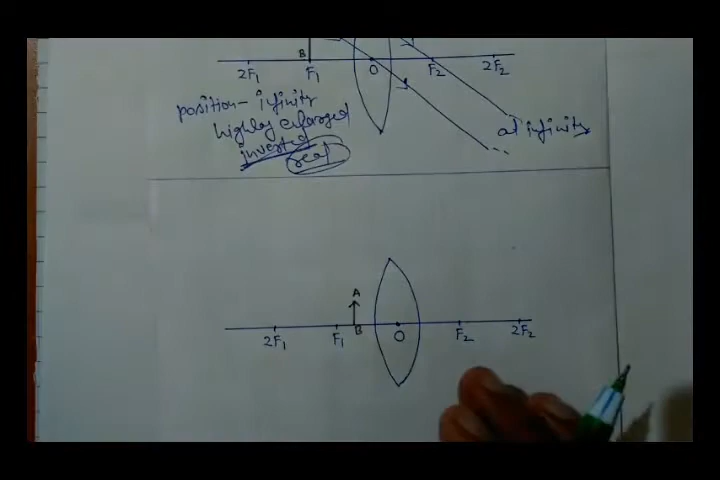 B
2F₁ F₁ O F₂ 2F₂
position - infinity
highly enlarged
inverted
real
at infinity
A
B
2F₁ F₁ O F₂ 2F₂